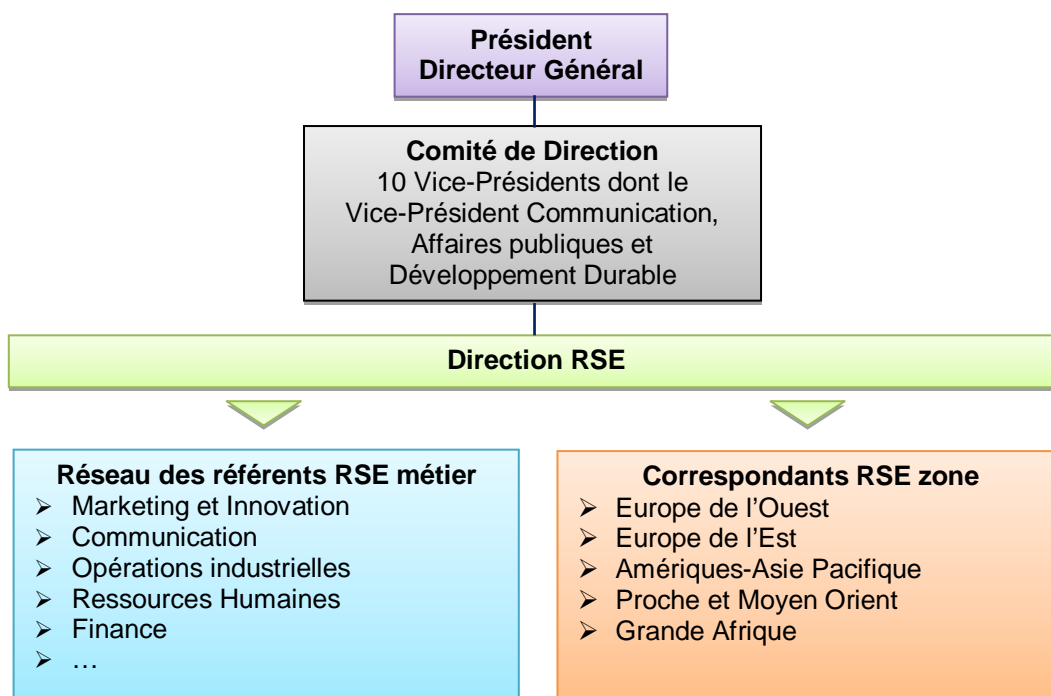 Président
Directeur Général
Comité de Direction
10 Vice-Présidents dont le
Vice-Président Communication,
Affaires publiques et
Développement Durable
Direction RSE
Réseau des référents RSE métier
➢ Marketing et Innovation
➢ Communication
➢ Opérations industrielles
➢ Ressources Humaines
➢ Finance
➢ …
Correspondants RSE zone
➢ Europe de l’Ouest
➢ Europe de l’Est
➢ Amériques-Asie Pacifique
➢ Proche et Moyen Orient
➢ Grande Afrique